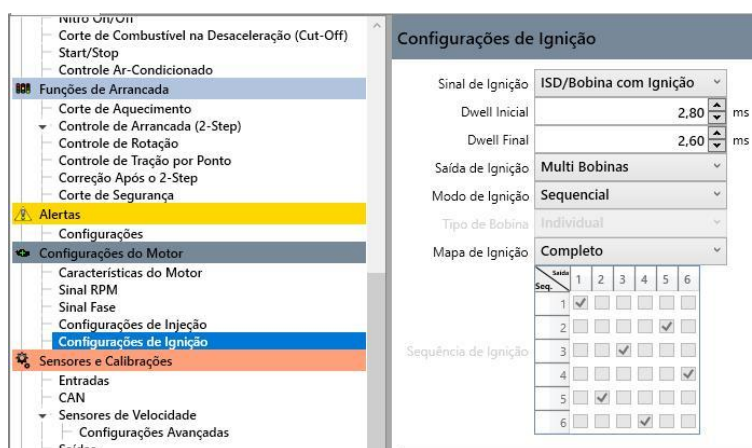 Nitro On/Off
Corte de Combustível na Desaceleração (Cut-Off)
Start/Stop
Controle Ar-Condicionado
Funções de Arrancada
Corte de Aquecimento
Controle de Arrancada (2-Step)
Controle de Rotação
Controle de Tração por Ponto
Correção Após o 2-Step
Corte de Segurança
Alertas
Configurações
Configurações do Motor
Características do Motor
Sinal RPM
Sinal Fase
Configurações de Injeção
Configurações de Ignição
Sensores e Calibrações
Entradas
CAN
Sensores de Velocidade
Configurações Avançadas
Configurações de Ignição
Sinal de Ignição ISD/Bobina com Ignição
Dwell Inicial 2,80 ms
Dwell Final 2,60 ms
Saída de Ignição Multi Bobinas
Modo de Ignição Sequencial
Tipo de Bobina Individual
Mapa de Ignição Completo
Saída
Seq. 1 2 3 4 5 6
1
2
Sequência de Ignição 3
4
5
6